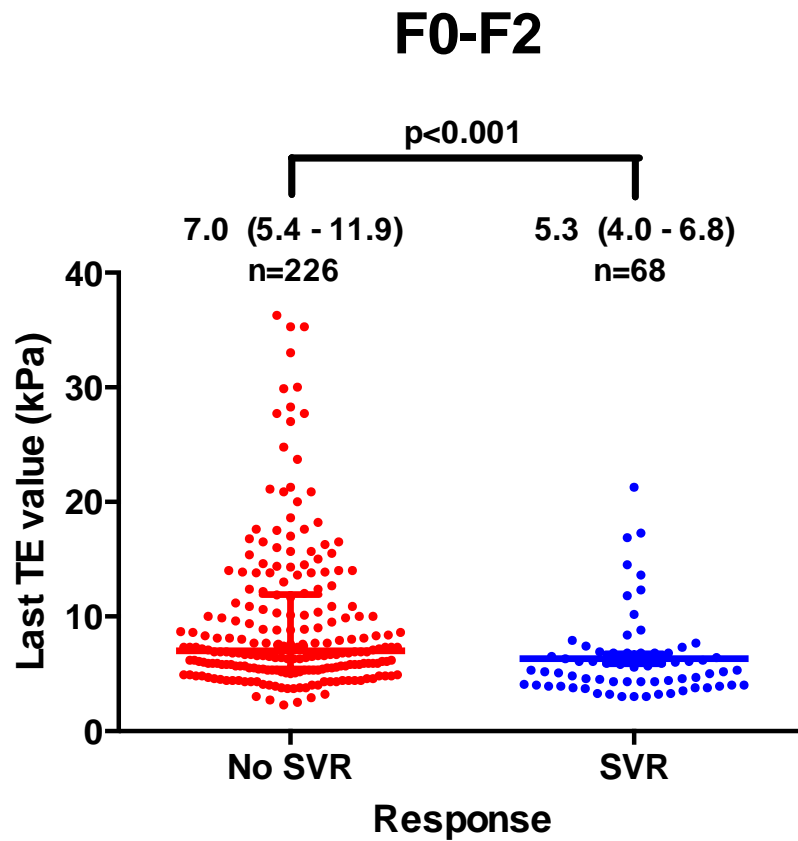 F0-F2
p<0.001
7.0 (5.4 - 11.9)
5.3 (4.0 - 6.8)
n=226
n=68
40
30
20
10
0
Last TE value (kPa)
No SVR
SVR
Response